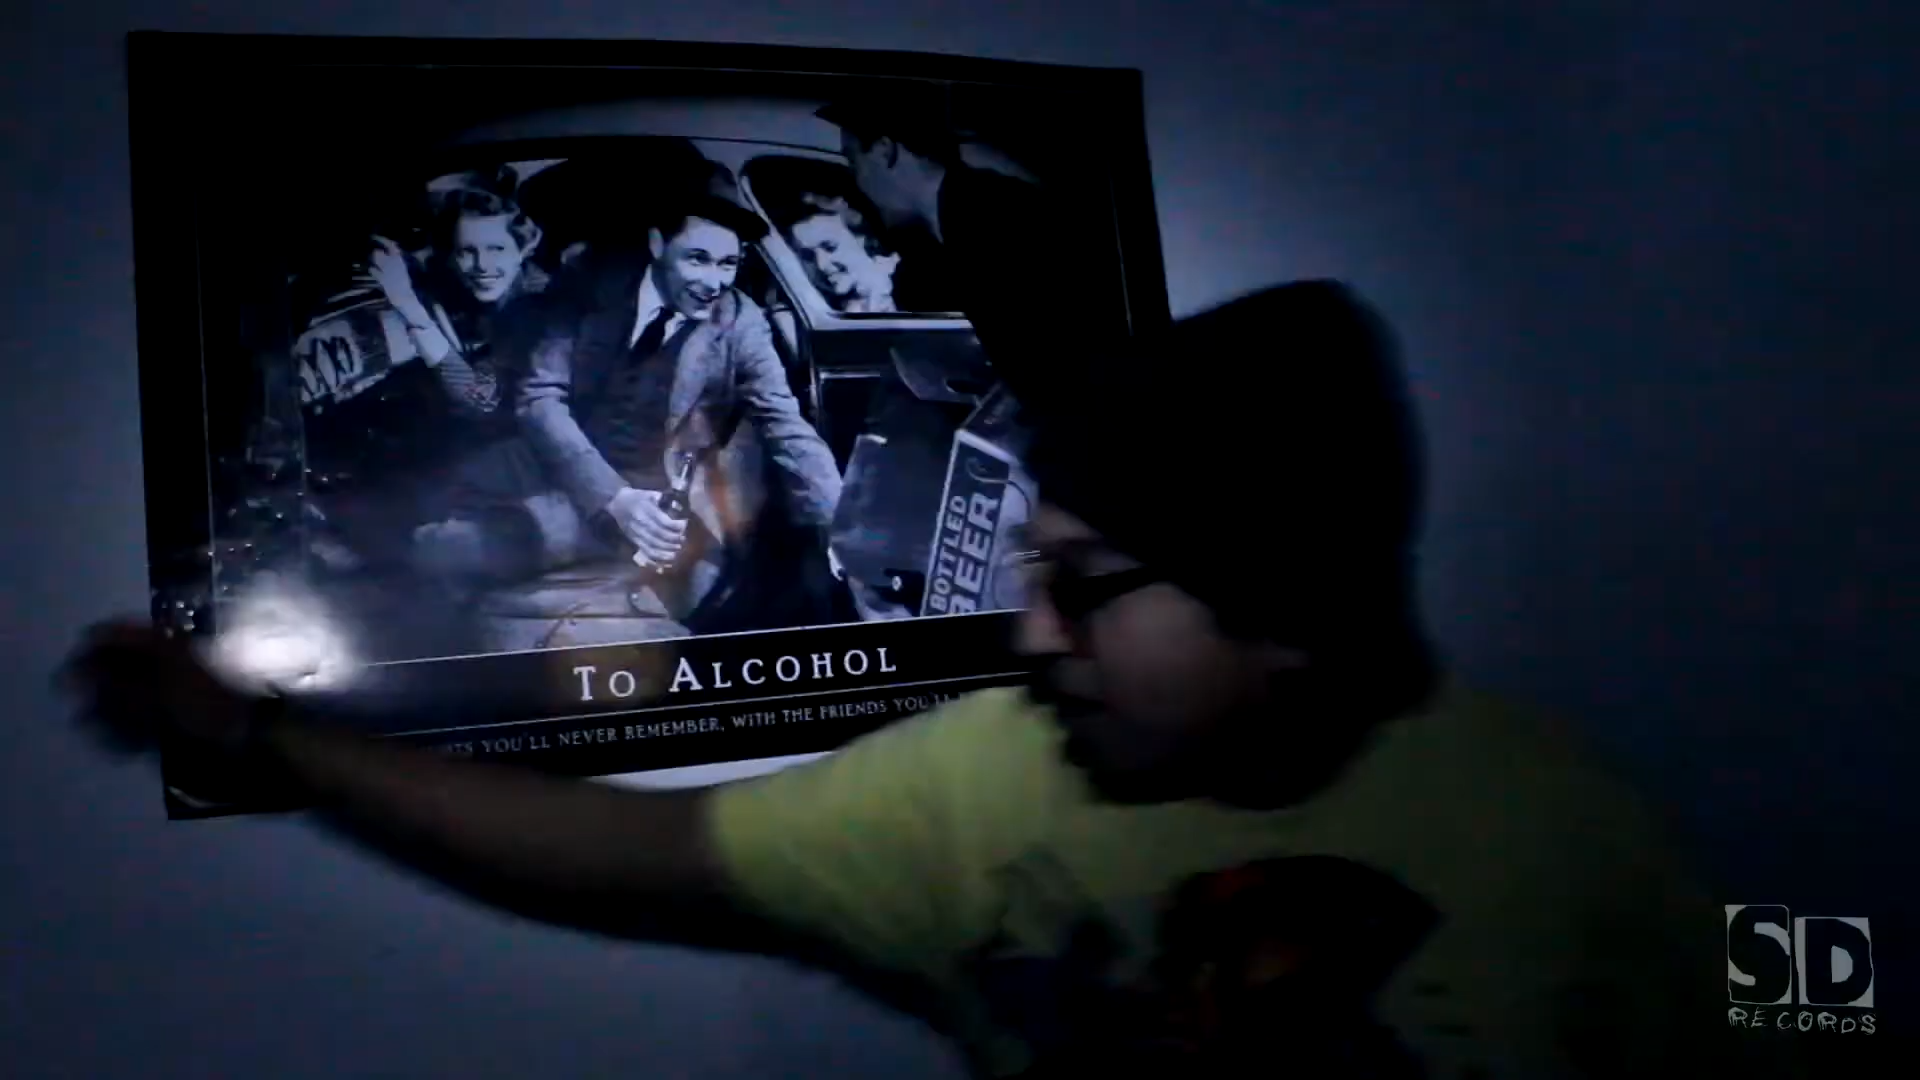 BOTTLED
BEER
TO ALCOHOL
YOU'LL NEVER REMEMBER, WITH THE FRIENDS YOU'LL
SD
RECORDS